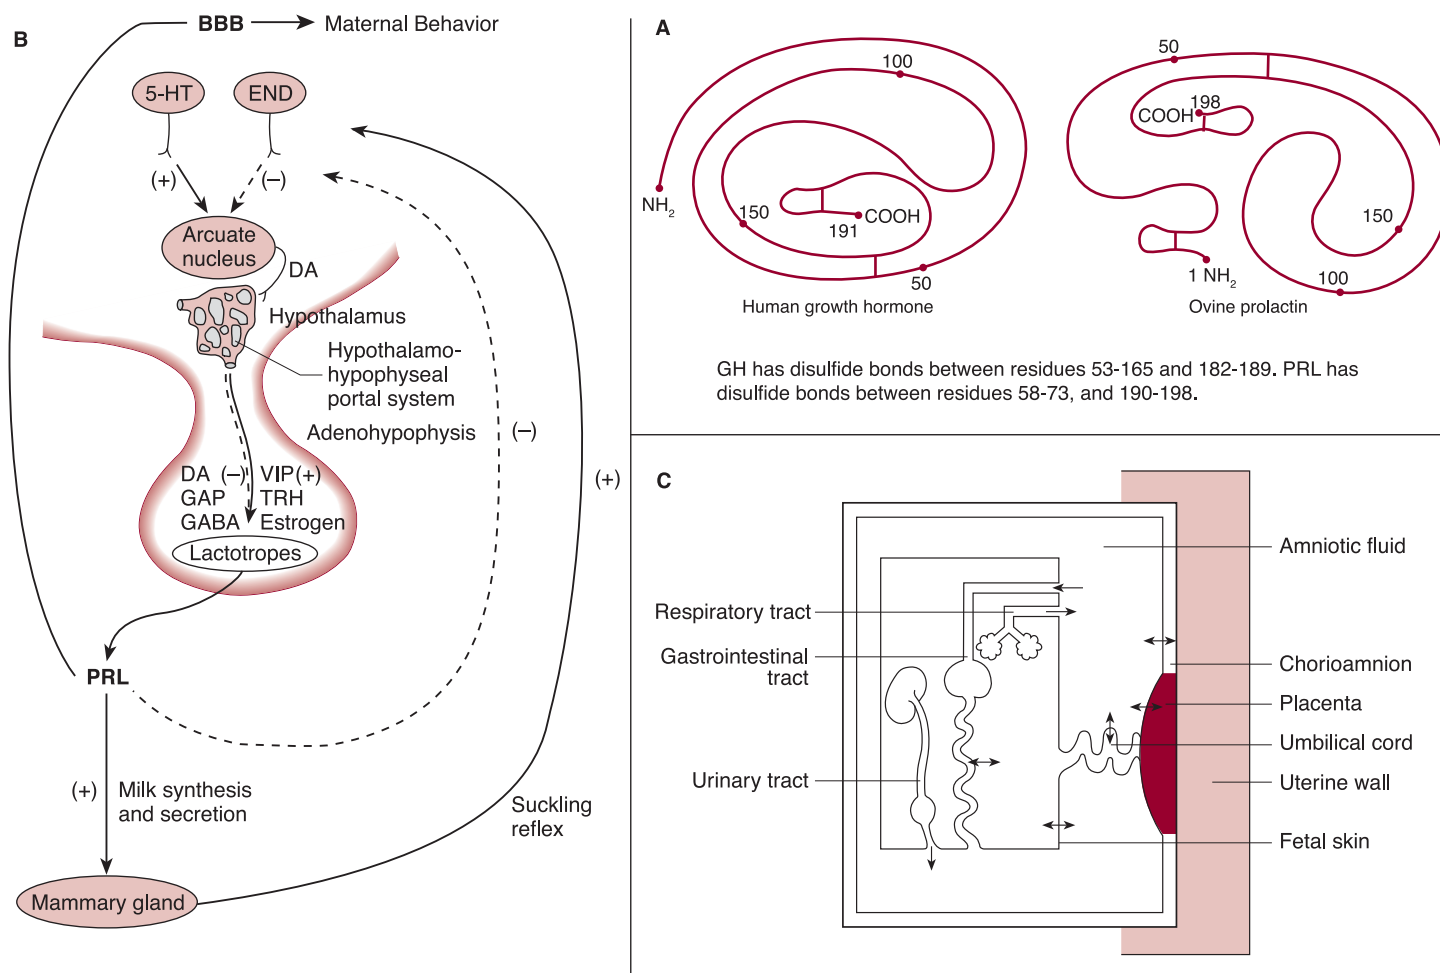 B
BBB
Maternal Behavior
5-HT
END
(+)
(–)
Arcuate
nucleus
DA
Hypothalamus
Hypothalamo-
hypophyseal
portal system
Adenohypophysis
(–)
(+)
DA (–) VIP(+)
GAP TRH
GABA Estrogen
Lactotropes
PRL
(+)
Milk synthesis
and secretion
Suckling
reflex
Mammary gland
A
100
NH2
150
191
COOH
50
Human growth hormone
50
COOH
198
150
1 NH2
100
Ovine prolactin
GH has disulfide bonds between residues 53-165 and 182-189. PRL has
disulfide bonds between residues 58-73, and 190-198.
C
Respiratory tract
Gastrointestinal
tract
Urinary tract
Amniotic fluid
Chorioamnion
Placenta
Umbilical cord
Uterine wall
Fetal skin